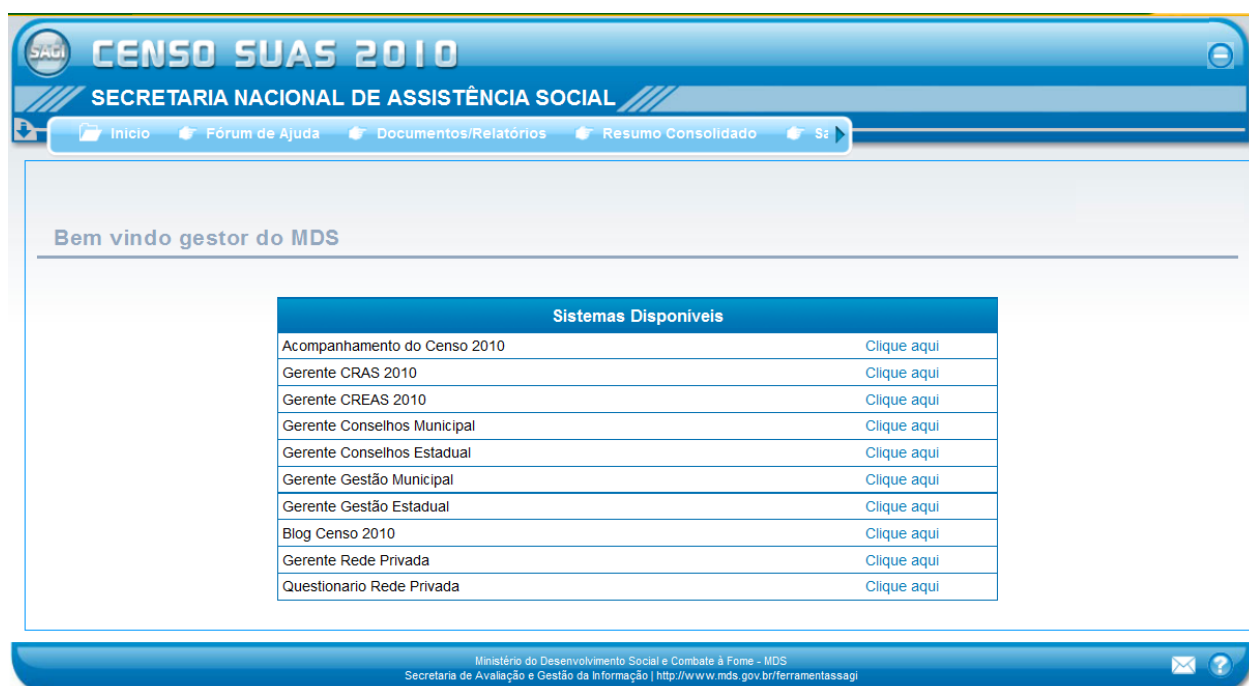 SAGI
CENSO SUAS 2010
SECRETARIA NACIONAL DE ASSISTÊNCIA SOCIAL
Inicio Fórum de Ajuda Documentos/Relatórios Resumo Consolidado
Bem vindo gestor do MDS
Sistemas Disponíveis
Acompanhamento do Censo 2010 Clique aqui
Gerente CRAS 2010 Clique aqui
Gerente CREAS 2010 Clique aqui
Gerente Conselhos Municipal Clique aqui
Gerente Conselhos Estadual Clique aqui
Gerente Gestão Municipal Clique aqui
Gerente Gestão Estadual Clique aqui
Blog Censo 2010 Clique aqui
Gerente Rede Privada Clique aqui
Questionario Rede Privada Clique aqui
Ministério do Desenvolvimento Social e Combate à Fome - MDS
Secretaria de Avaliação e Gestão da Informação | http://www.mds.gov.br/ferramentassagi